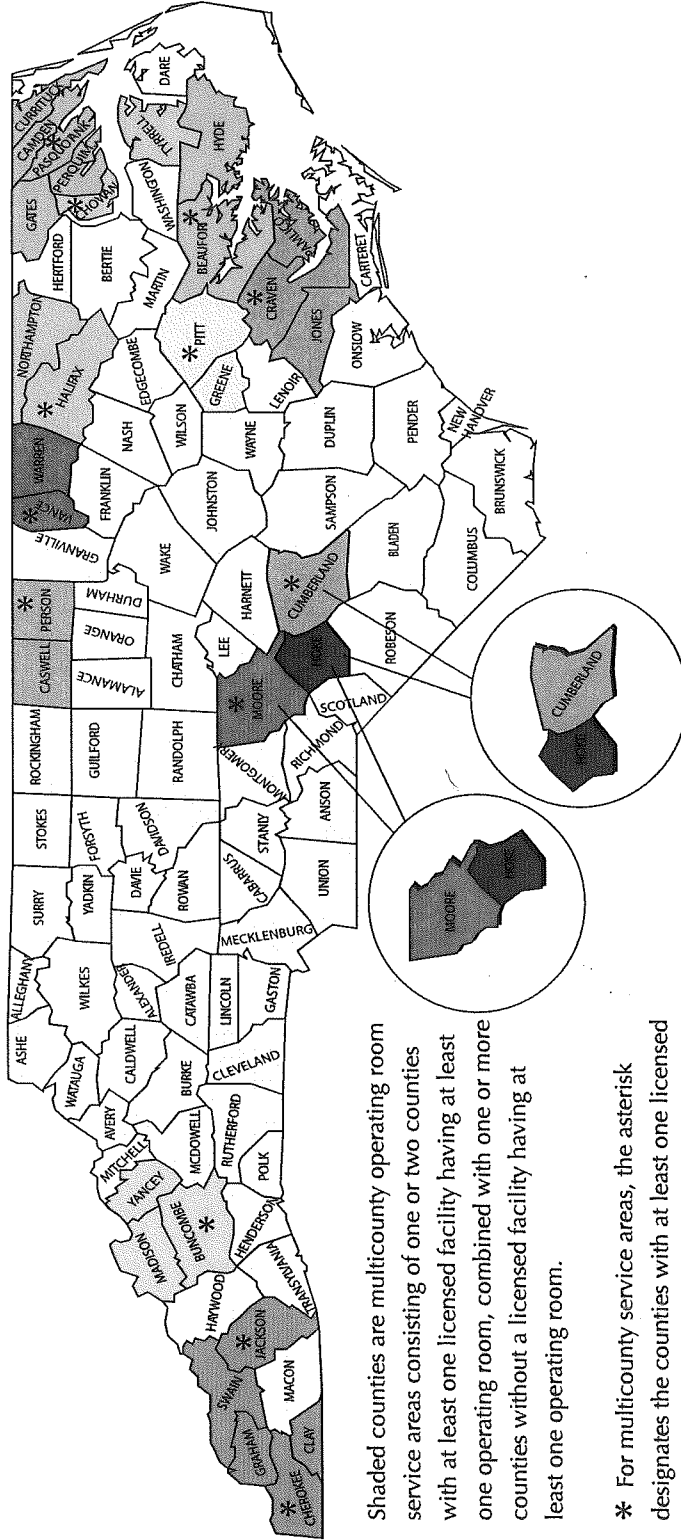 CURRITUCK
CAMDEN
PASQUOTANK
PERQUIMANS
CHOWAN
GATES
HERTFORD
BERTIE
NORTHAMPTON
HALIFAX
WARREN
VANCE
GRANVILLE
PERSON
CASWELL
ROCKINGHAM
STOKES
SURRY
ALLEGHANY
ASHE
DARE
TYRRELL
WASHINGTON
MARTIN
EDGECOMBE
NASH
FRANKLIN
DURHAM
ORANGE
ALAMANCE
GUILFORD
FORSYTH
YADKIN
WILKES
WATAUGA
HYDE
BEAUFORT
PITT
GREENE
WILSON
WAKE
CHATHAM
RANDOLPH
DAVIDSON
DAVIE
IREDELL
ALEXANDER
CALDWELL
AVERY
MITCHELL
YANCEY
MADISON
PAMLICO
CRAVEN
JONES
LENOIR
WAYNE
JOHNSTON
HARNETT
LEE
MOORE
MONTGOMERY
STANLY
CABARRUS
ROWAN
CATAWBA
BURKE
MCDOWELL
BUNCOMBE
HAYWOOD
SWAIN
GRAHAM
CHEROKEE
CARTERET
ONSLOW
DUPLIN
SAMPSON
CUMBERLAND
HOKE
SCOTLAND
RICHMOND
ANSON
UNION
MECKLENBURG
LINCOLN
GASTON
CLEVELAND
RUTHERFORD
POLK
HENDERSON
TRANSYLVANIA
JACKSON
MACON
CLAY
PENDER
NEW HANOVER
BRUNSWICK
COLUMBUS
BLADEN
ROBESON
MOORE
HOKE
HOKE
CUMBERLAND
Shaded counties are multicounty operating room
service areas consisting of one or two counties
with at least one licensed facility having at least
one operating room, combined with one or more
counties without a licensed facility having at
least one operating room.
* For multicounty service areas, the asterisk
designates the counties with at least one licensed